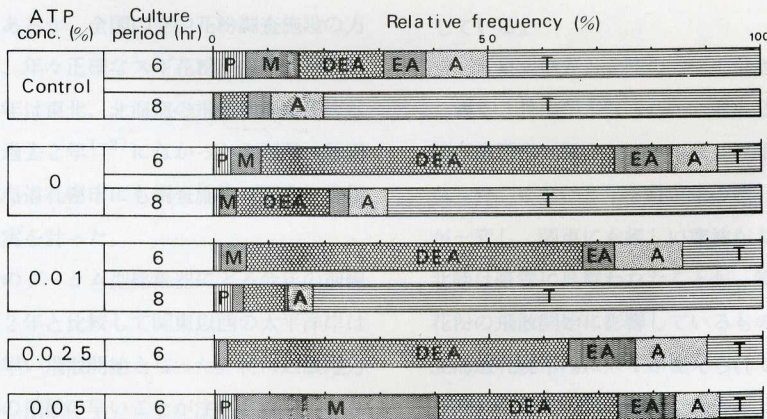 ATP conc. (%) Culture period (hr) Relative frequency (%)
0 50 100
Control 6 P M DEA EA A T
8 A T
0 6 P M DEA EA A T
8 M DEA A T
0.01 6 M DEA EA A T
8 P A T
0.025 6 DEA EA A T
0.05 6 P M DEA EA A T